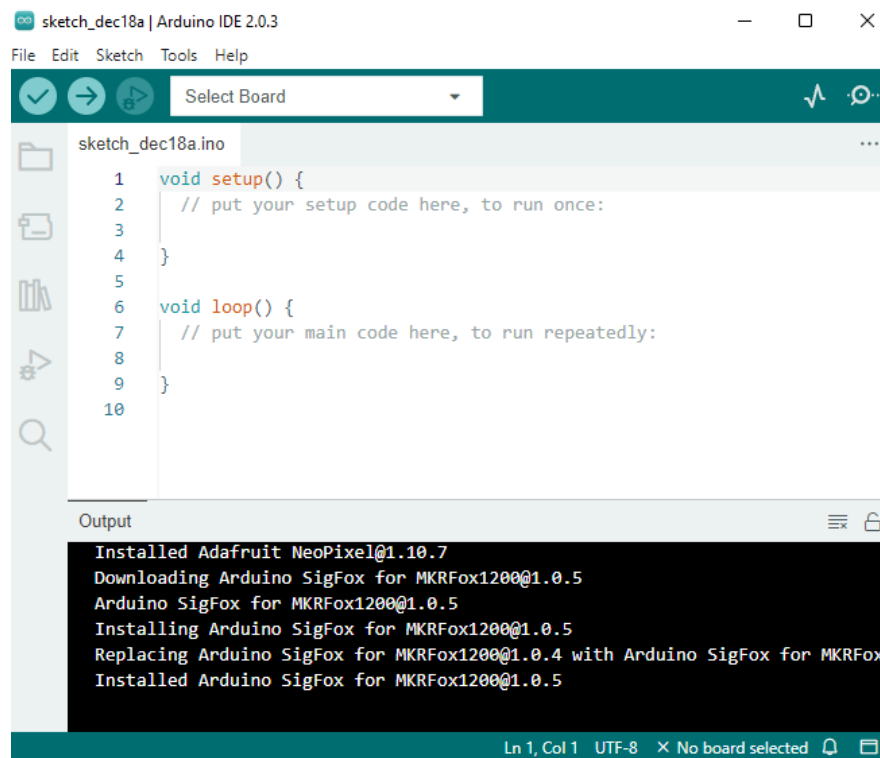 sketch_dec18a | Arduino IDE 2.0.3
File Edit Sketch Tools Help
Select Board
sketch_dec18a.ino
1 void setup() {
2 // put your setup code here, to run once:
3
4 }
5
6 void loop() {
7 // put your main code here, to run repeatedly:
8
9 }
10
Output
Installed Adafruit NeoPixel@1.10.7
Downloading Arduino SigFox for MKRFox1200@1.0.5
Arduino SigFox for MKRFox1200@1.0.5
Installing Arduino SigFox for MKRFox1200@1.0.5
Replacing Arduino SigFox for MKRFox1200@1.0.4 with Arduino SigFox for MKRFox
Installed Arduino SigFox for MKRFox1200@1.0.5
Ln 1, Col 1 UTF-8 × No board selected